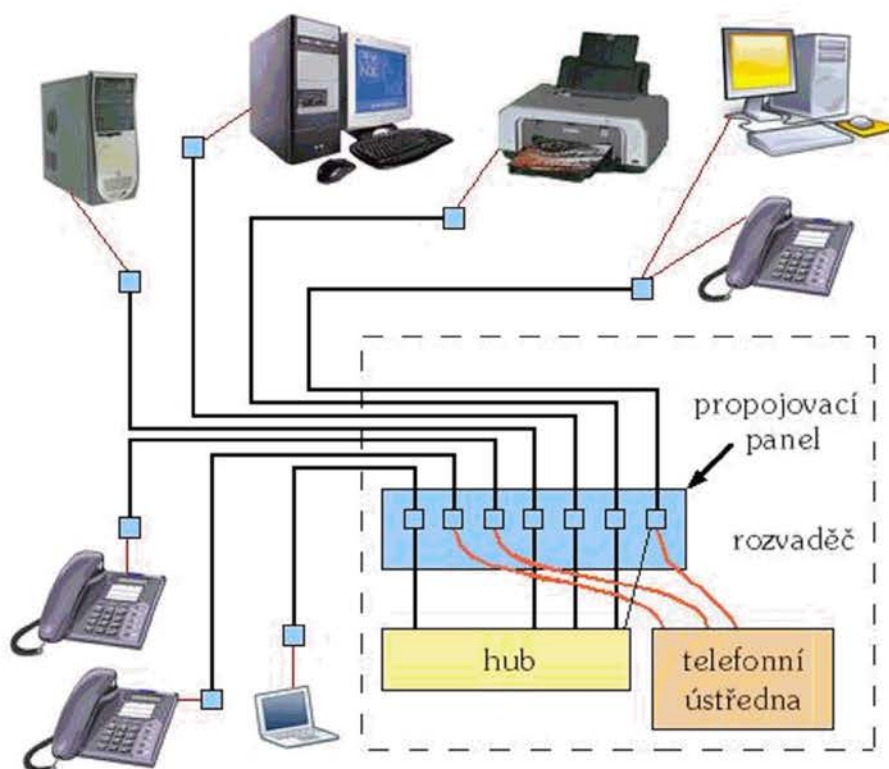 propojovací
panel
rozvaděč
hub
telefonní
ústředna